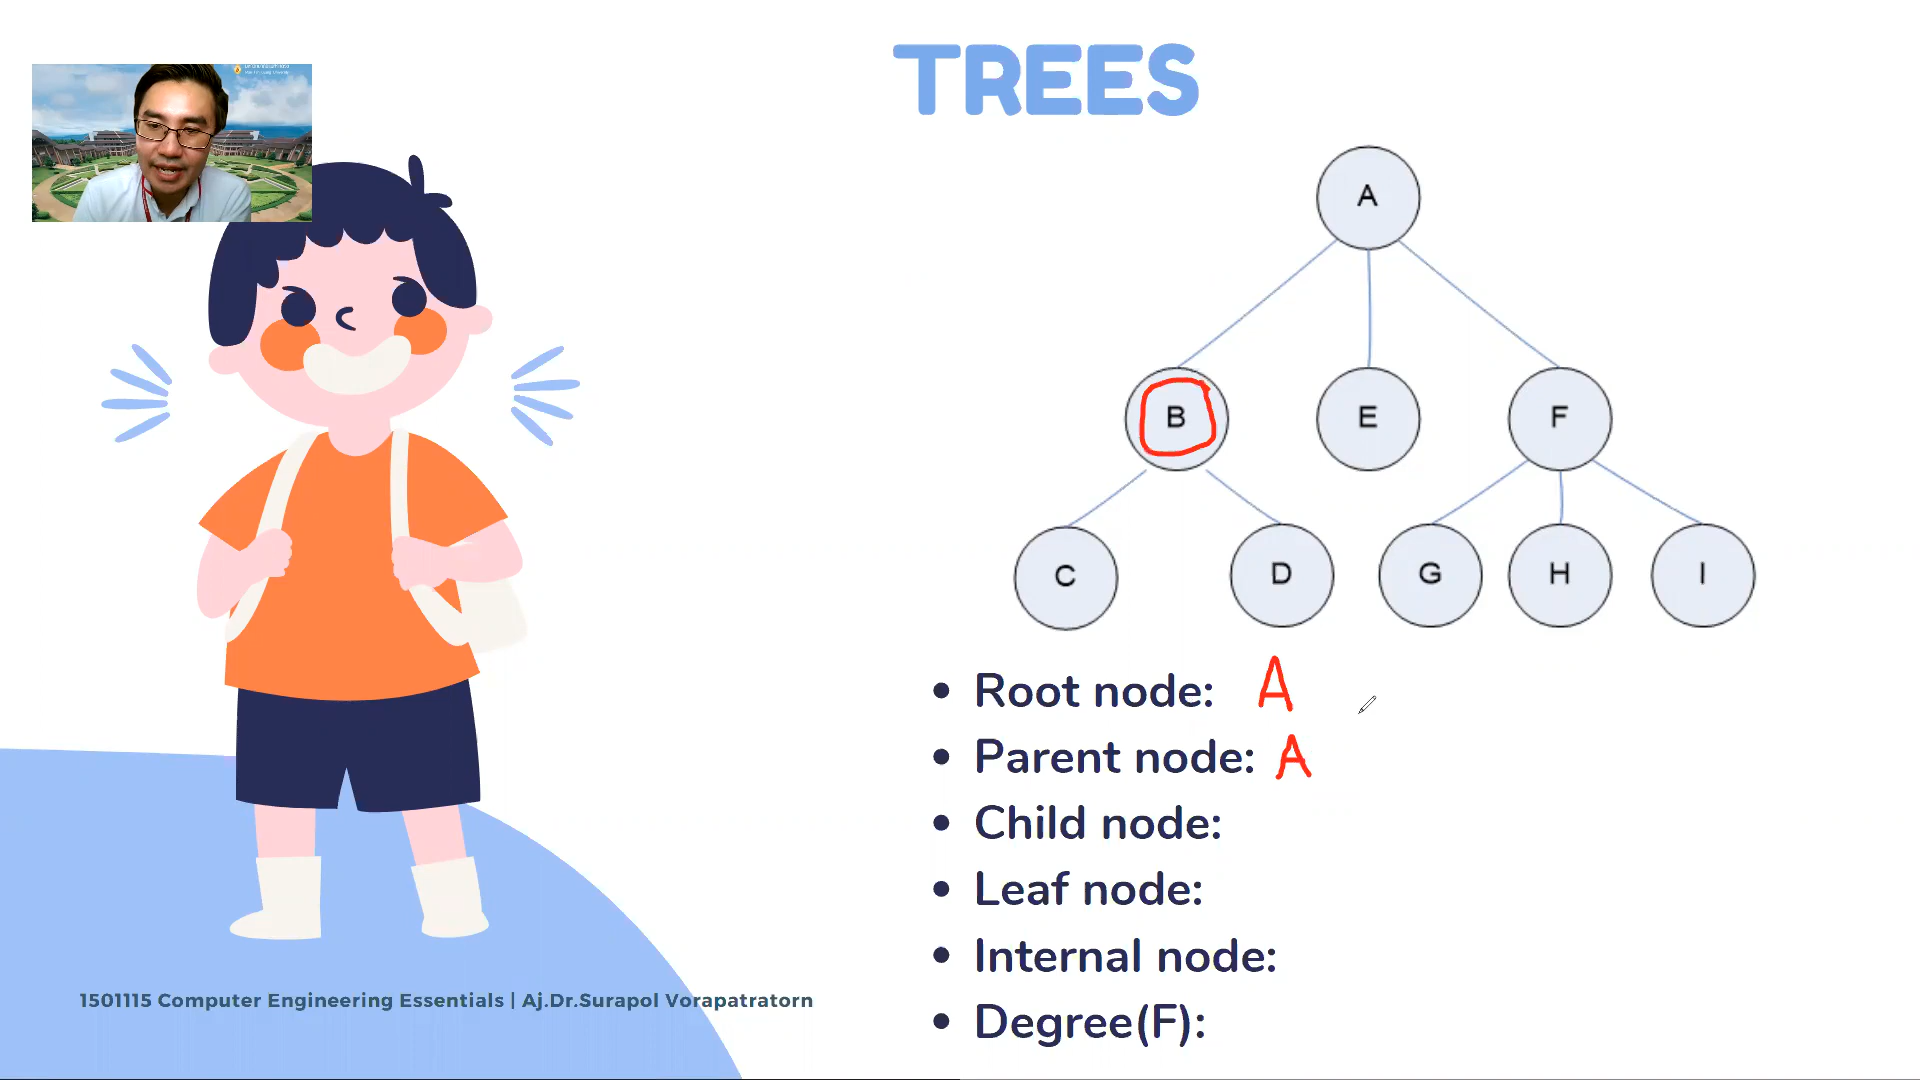 TREES
A
B
E
F
C
D
G
H
I
Root node: A
Parent node: A
Child node:
Leaf node:
Internal node:
Degree(F):
1501115 Computer Engineering Essentials | Aj.Dr.Surapol Vorapatratorn